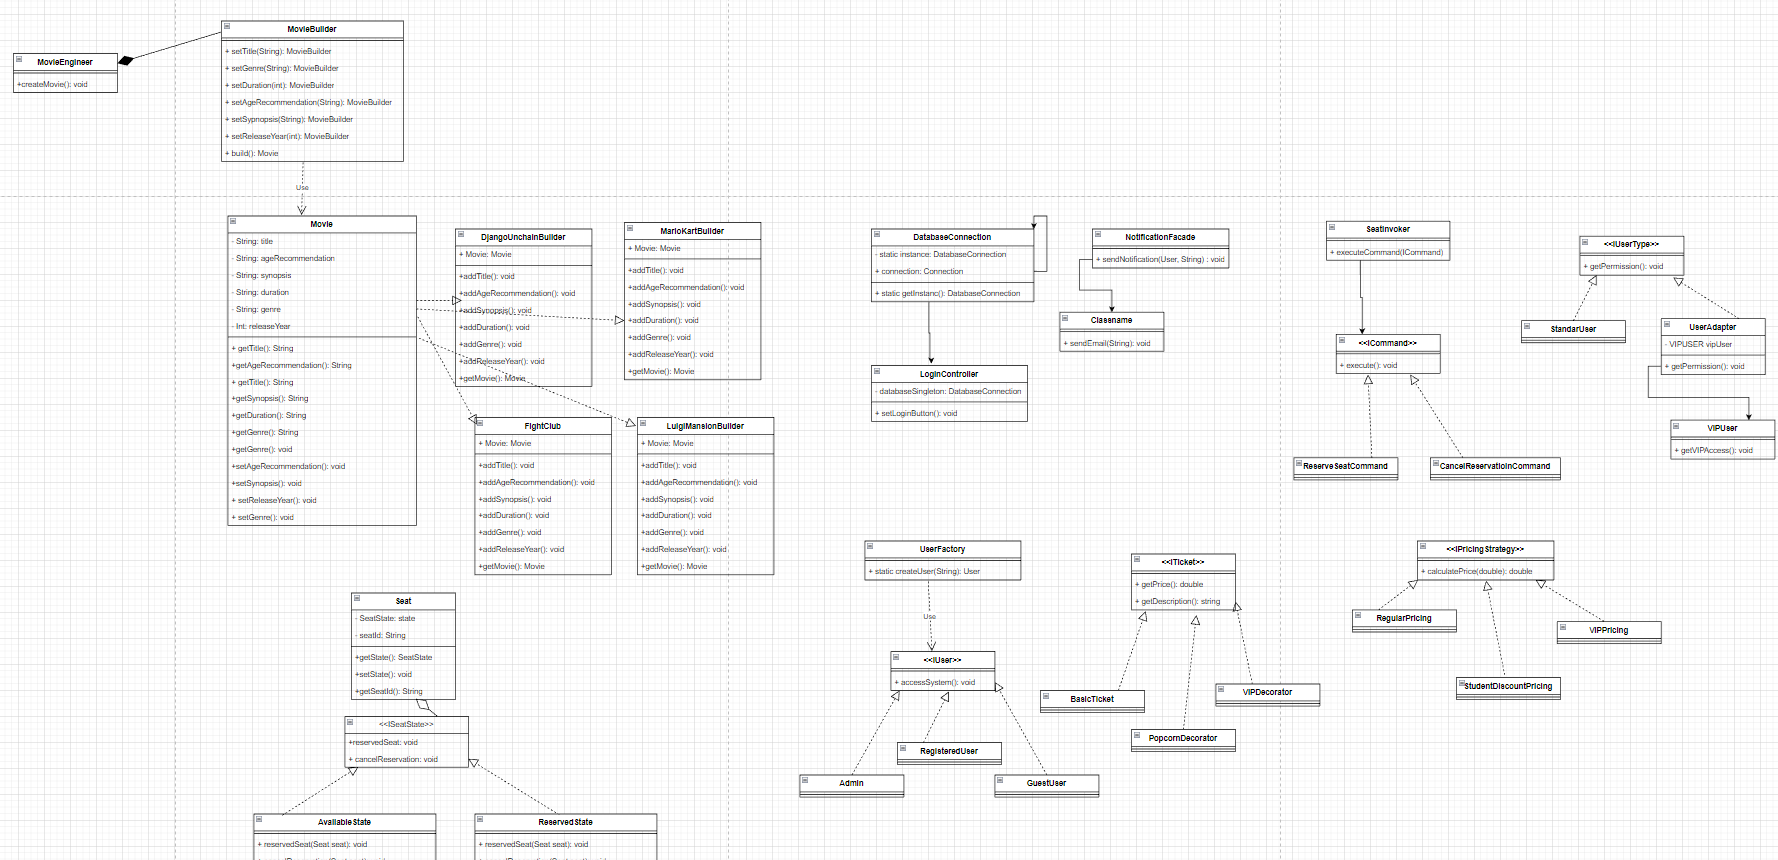 MovieBuilder
+ setTitle(String): MovieBuilder
+ setGenre(String): MovieBuilder
+ setDuration(int): MovieBuilder
+ setAgeRecommendation(String): MovieBuilder
+ setSypnopsis(String): MovieBuilder
+ setReleaseYear(int): MovieBuilder
+ build(): Movie
MovieEngineer
+createMovie(): void
Use
Movie
- String: title
- String: ageRecommendation
- String: synopsis
- String: duration
- String: genre
- Int: releaseYear
+ getTitle(): String
+getAgeRecommendation(): String
+ getTitle(): String
+getSynopsis(): String
+getDuration(): String
+getGenre(): String
+getGenre(): void
+setAgeRecommendation(): void
+setSynopsis(): void
+ setReleaseYear(): void
+ setGenre(): void
DjangoUnchainBuilder
+ Movie: Movie
+addTitle(): void
+addAgeRecommendation(): void
+addSynopsis(): void
+addDuration(): void
+addGenre(): void
+addReleaseYear(): void
+getMovie(): Movie
MarioKartBuilder
+ Movie: Movie
+addTitle(): void
+addAgeRecommendation(): void
+addSynopsis(): void
+addDuration(): void
+addGenre(): void
+addReleaseYear(): void
+getMovie(): Movie
FightClub
+ Movie: Movie
+addTitle(): void
+addAgeRecommendation(): void
+addSynopsis(): void
+addDuration(): void
+addGenre(): void
+addReleaseYear(): void
+getMovie(): Movie
LuigiMansionBuilder
+ Movie: Movie
+addTitle(): void
+addAgeRecommendation(): void
+addSynopsis(): void
+addDuration(): void
+addGenre(): void
+addReleaseYear(): void
+getMovie(): Movie
DatabaseConnection
- static instance: DatabaseConnection
+ connection: Connection
+ static getInstanc(): DatabaseConnection
LoginController
- databaseSingleton: DatabaseConnection
+ setLoginButton(): void
NotificationFacade
+ sendNotification(User, String) : void
Classname
+ sendEmail(String): void
SeatInvoker
+ executeCommand(ICommand)
<<ICommand>>
+ execute(): void
ReserveSeatCommand
CancelReservatioinCommand
<<IUserType>>
+ getPermission(): void
StandarUser
UserAdapter
- VIPUSER vipUser
+ getPermission(): void
VIPUser
+ getVIPAccess(): void
Seat
- SeatState: state
- seatId: String
+getState(): SeatState
+setState(): void
+getSeatId(): String
<<ISeatState>>
+reservedSeat: void
+ cancelReservation: void
AvailableState
+ reservedSeat(Seat seat): void
ReservedState
+ reservedSeat(Seat seat): void
UserFactory
+ static createUser(String): User
Use
<<IUser>>
+ accessSystem(): void
RegisteredUser
Admin
GuestUser
<<ITicket>>
+ getPrice(): double
+ getDescription(): string
BasicTicket
VIPDecorator
PopcornDecorator
<<IPricingStrategy>>
+ calculatePrice(double): double
RegularPricing
VIPPricing
StudentDiscountPricing